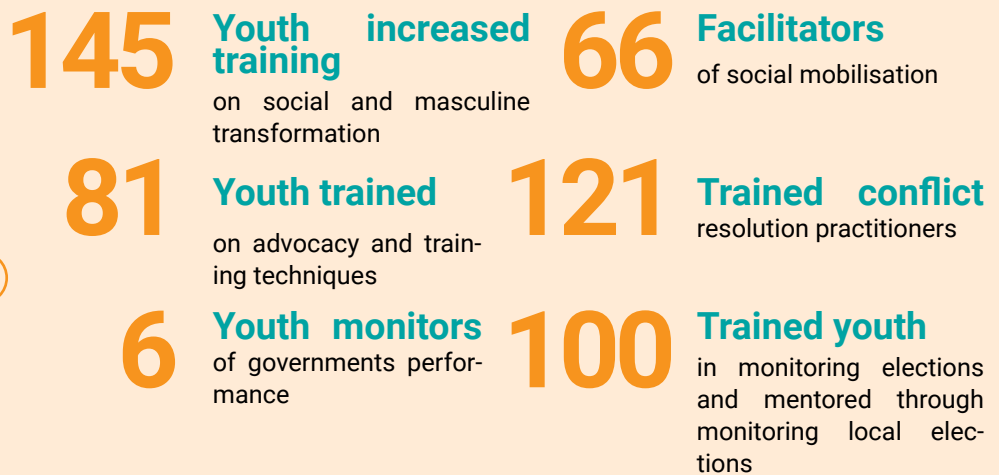 145
Youth increased
training
on social and masculine
transformation
66
Facilitators
of social mobilisation
81
Youth trained
on advocacy and train-
ing techniques
121
Trained conflict
resolution practitioners
6
Youth monitors
of governments perfor-
mance
100
Trained youth
in monitoring elections
and mentored through
monitoring local elec-
tions